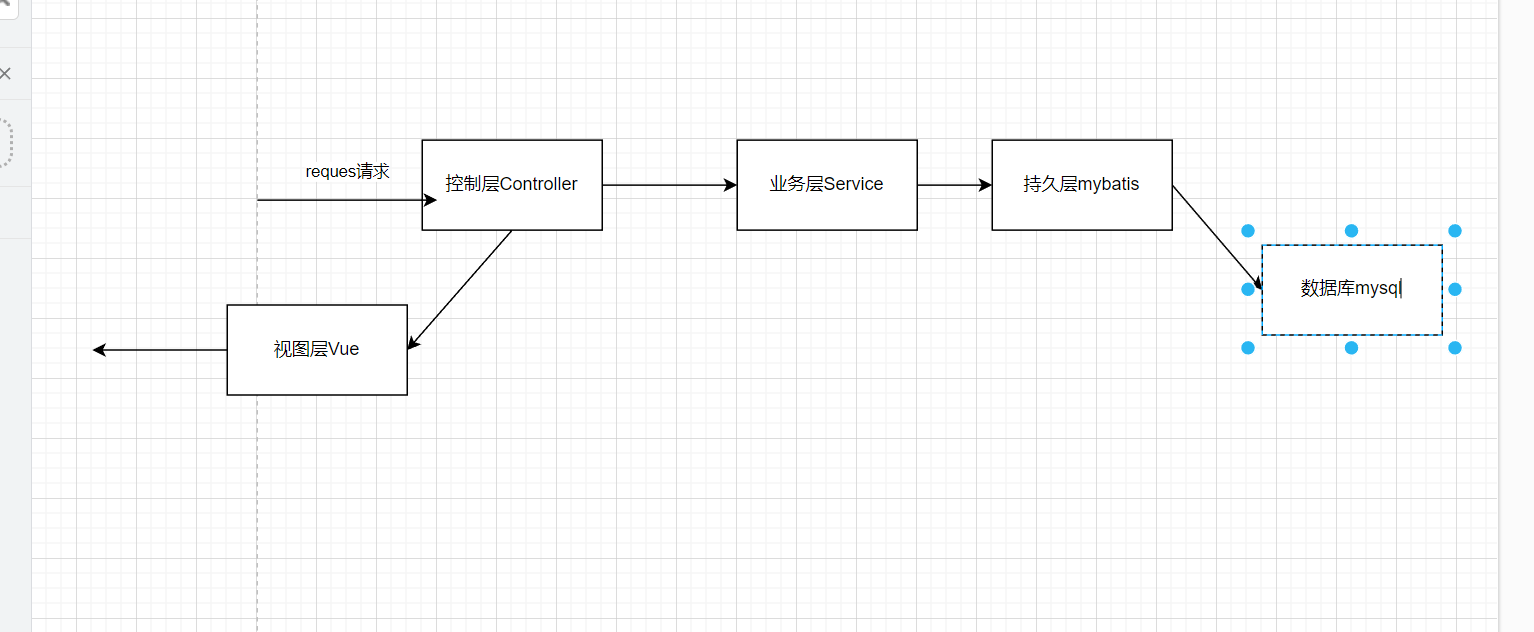 reques请求
控制层Controller
业务层Service
持久层mybatis
数据库mysql
视图层Vue